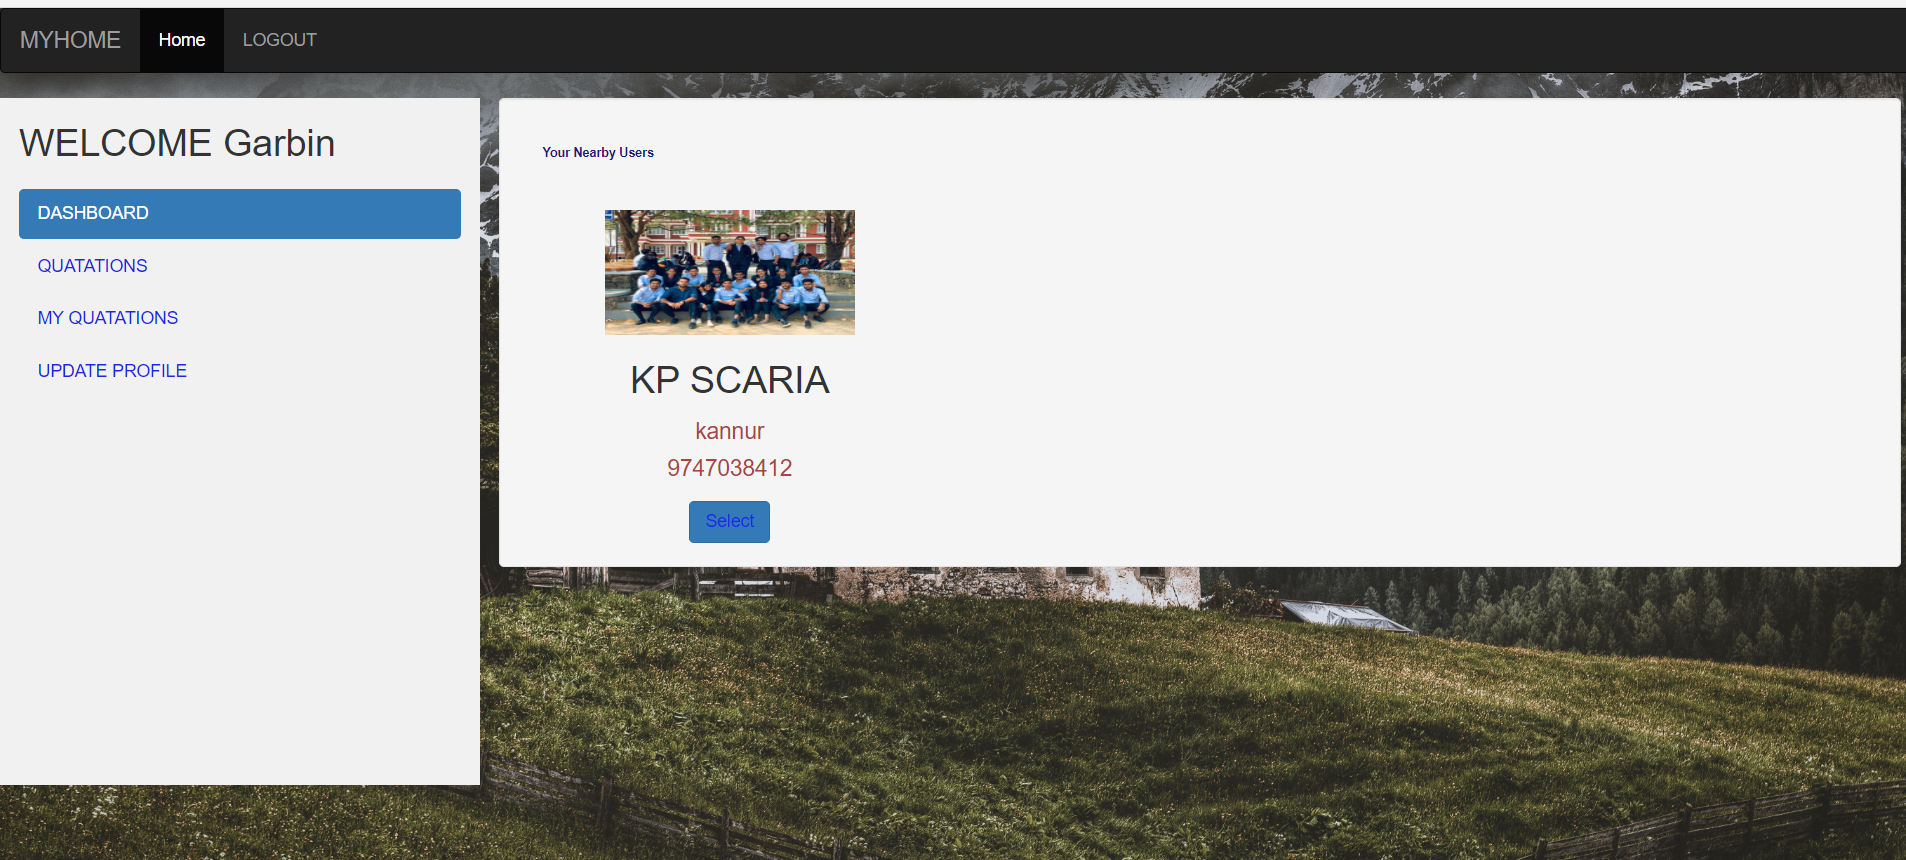 MYHOME Home LOGOUT
WELCOME Garbin
DASHBOARD
QUATATIONS
MY QUATATIONS
UPDATE PROFILE
Your Nearby Users
KP SCARIA
kannur
9747038412
Select